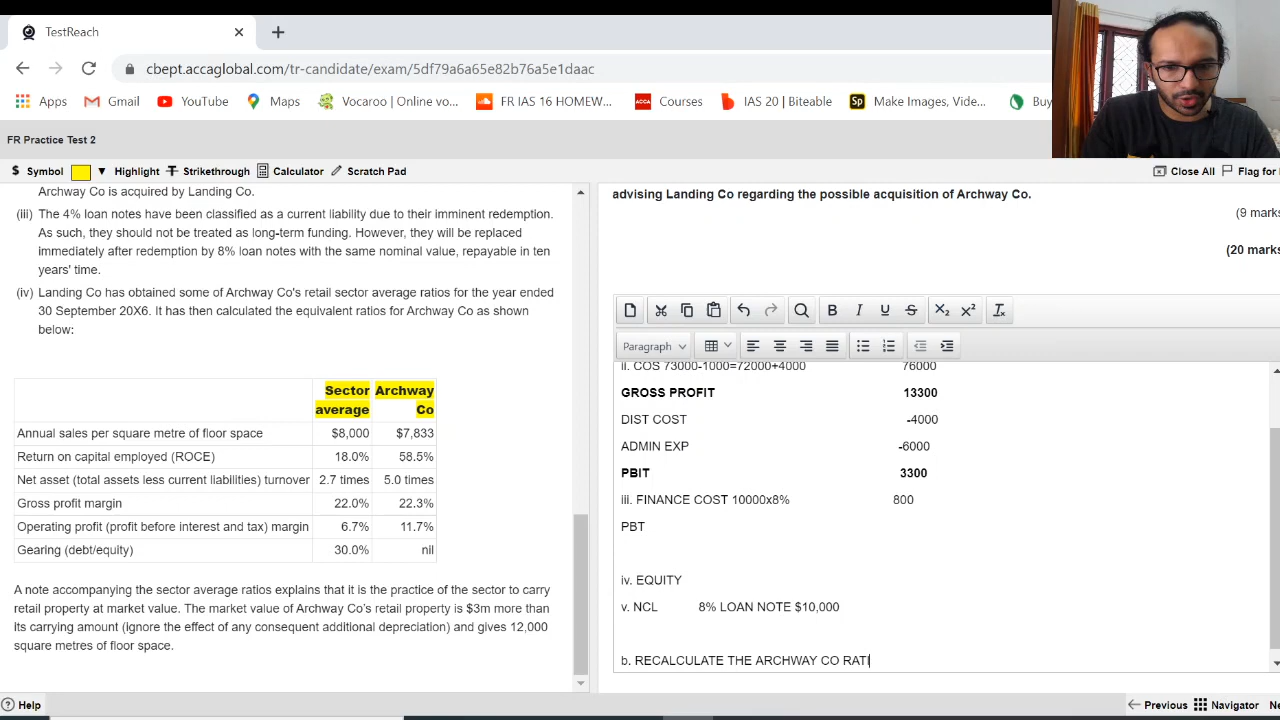 TestReach
cbept.accaglobal.com/tr-candidate/exam/5df79a6a65e82b76a5e1daac
Apps Gmail YouTube Maps Vocaroo | Online vo... FR IAS 16 HOMEW... Courses IAS 20 | Biteable Make Images, Vide... Buy
FR Practice Test 2
$ Symbol Highlight Strikethrough Calculator Scratch Pad Close All Flag for
Archway Co is acquired by Landing Co.
(iii) The 4% loan notes have been classified as a current liability due to their imminent redemption.
As such, they should not be treated as long-term funding. However, they will be replaced
immediately after redemption by 8% loan notes with the same nominal value, repayable in ten
years' time.
(iv) Landing Co has obtained some of Archway Co's retail sector average ratios for the year ended
30 September 20X6. It has then calculated the equivalent ratios for Archway Co as shown
below:
Sector Archway
average Co
Annual sales per square metre of floor space $8,000 $7,833
Return on capital employed (ROCE) 18.0% 58.5%
Net asset (total assets less current liabilities) turnover 2.7 times 5.0 times
Gross profit margin 22.0% 22.3%
Operating profit (profit before interest and tax) margin 6.7% 11.7%
Gearing (debt/equity) 30.0% nil
A note accompanying the sector average ratios explains that it is the practice of the sector to carry
retail property at market value. The market value of Archway Co's retail property is $3m more than
its carrying amount (ignore the effect of any consequent additional depreciation) and gives 12,000
square metres of floor space.
advising Landing Co regarding the possible acquisition of Archway Co.
(9 marks
(20 marks
B I U S X₂ X² Ix
Paragraph
ii. COS 73000-1000=72000+4000 76000
GROSS PROFIT 13300
DIST COST -4000
ADMIN EXP -6000
PBIT 3300
iii. FINANCE COST 10000x8% 800
PBT
iv. EQUITY
v. NCL 8% LOAN NOTE $10,000
b. RECALCULATE THE ARCHWAY CO RATI
Help Previous Navigator Ne